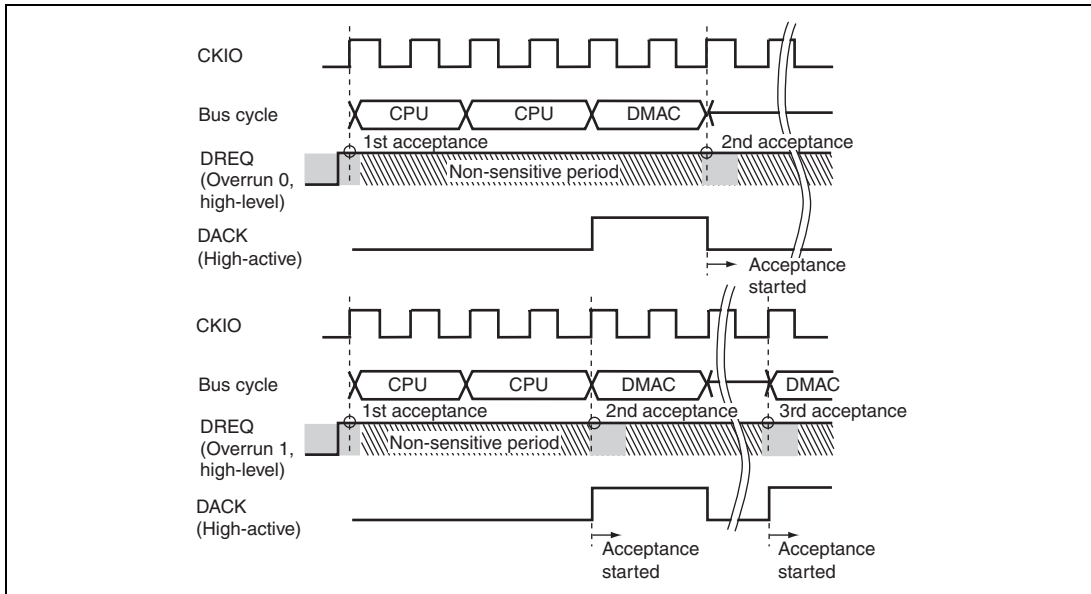 CKIO
Bus cycle
CPU CPU DMAC
1st acceptance 2nd acceptance
DREQ
(Overrun 0,
high-level)
Non-sensitive period
DACK
(High-active)
Acceptance
started
CKIO
Bus cycle
CPU CPU DMAC DMAC
1st acceptance 2nd acceptance 3rd acceptance
DREQ
(Overrun 1,
high-level)
Non-sensitive period
DACK
(High-active)
Acceptance
started
Acceptance
started